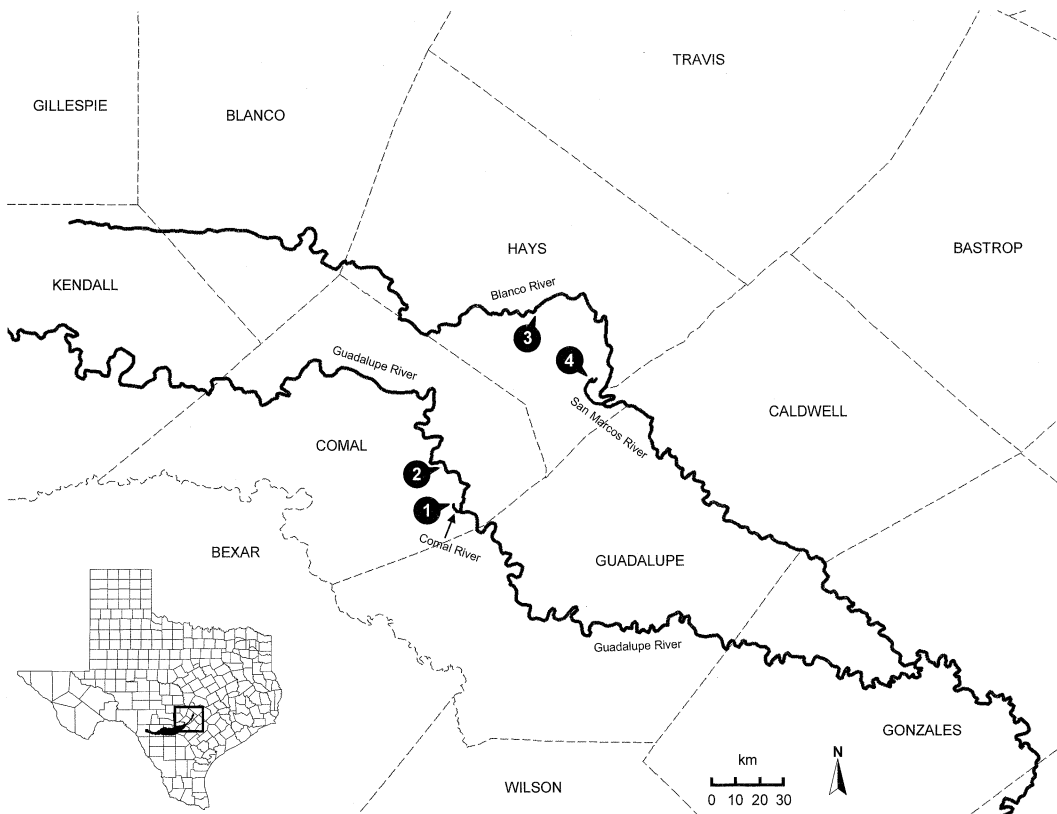 TRAVIS
GILLESPIE
BLANCO
HAYS
BASTROP
KENDALL
Blanco River
3
Guadalupe River
4
San Marcos River
CALDWELL
COMAL
2
1
Comal River
BEXAR
GUADALUPE
Guadalupe River
GONZALES
WILSON
km
0 10 20 30
N